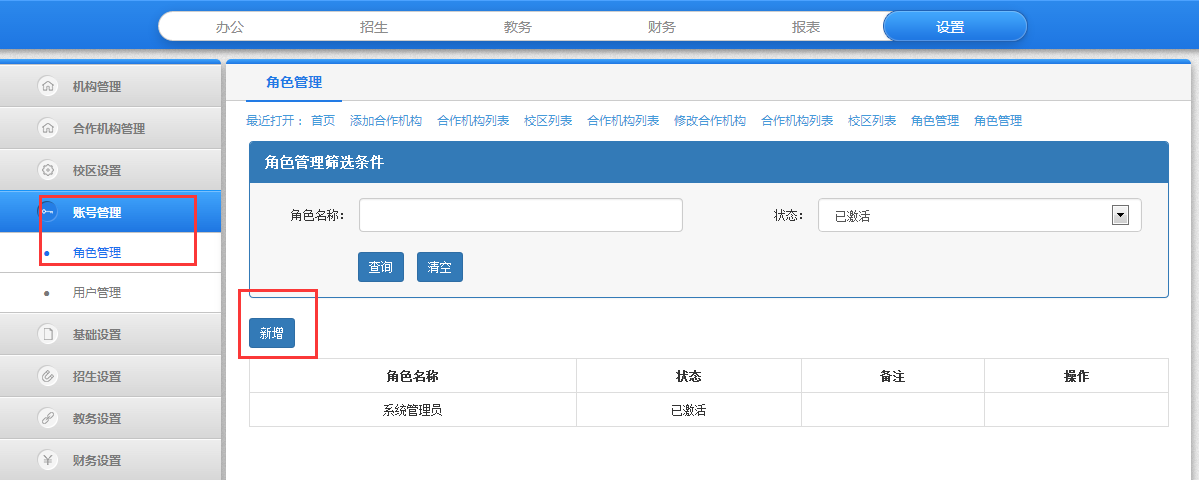 办公 招生 教务 财务 报表 设置
机构管理
合作机构管理
校区设置
账号管理
角色管理
用户管理
基础设置
招生设置
教务设置
财务设置
角色管理
最近打开： 首页 添加合作机构 合作机构列表 校区列表 合作机构列表 修改合作机构 合作机构列表 校区列表 角色管理 角色管理
角色管理筛选条件
角色名称： 状态： 已激活
查询 清空
新增
角色名称 状态 备注 操作
系统管理员 已激活